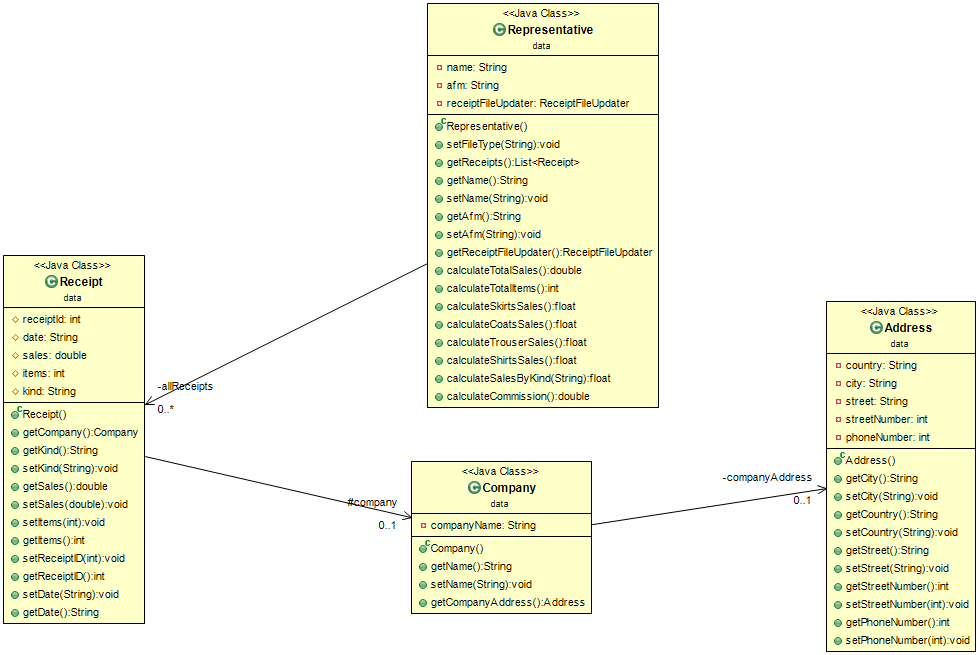 <<Java Class>>
Representative
data
name: String
afm: String
receiptFileUpdater: ReceiptFileUpdater
Representative()
setFileType(String):void
getReceipts():List<Receipt>
getName():String
setName(String):void
getAfm():String
setAfm(String):void
getReceiptFileUpdater():ReceiptFileUpdater
calculateTotalSales():double
calculateTotalItems():int
calculateSkirtsSales():float
calculateCoatsSales():float
calculateTrouserSales():float
calculateShirtsSales():float
calculateSalesByKind(String):float
calculateCommission():double
<<Java Class>>
Receipt
data
receiptId: int
date: String
sales: double
items: int
kind: String
Receipt()
getCompany():Company
getKind():String
setKind(String):void
getSales():double
setSales(double):void
setItems(int):void
getItems():int
setReceiptID(int):void
getReceiptID():int
setDate(String):void
getDate():String
-allReceipts
0..*
#company
0..1
<<Java Class>>
Company
data
companyName: String
Company()
getName():String
setName(String):void
getCompanyAddress():Address
-companyAddress
0..1
<<Java Class>>
Address
data
country: String
city: String
street: String
streetNumber: int
phoneNumber: int
Address()
getCity():String
setCity(String):void
getCountry():String
setCountry(String):void
getStreet():String
setStreet(String):void
getStreetNumber():int
setStreetNumber(int):void
getPhoneNumber():int
setPhoneNumber(int):void